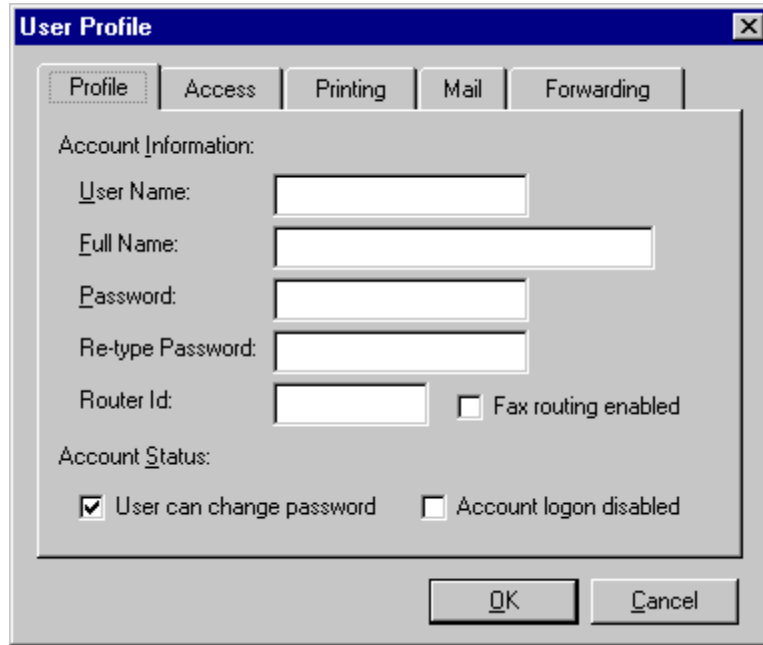 User Profile
Profile Access Printing Mail Forwarding
Account Information:
User Name:
Full Name:
Password:
Re-type Password:
Router Id: Fax routing enabled
Account Status:
User can change password Account logon disabled
OK Cancel